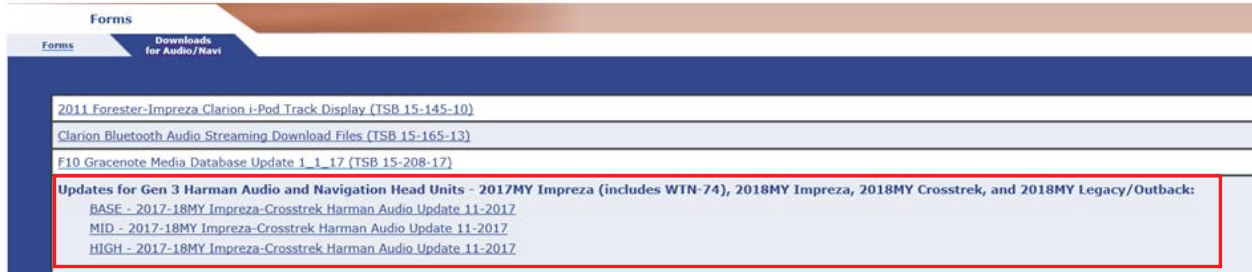 Forms
Forms
Downloads
for Audio/Navi
2011 Forester-Impreza Clarion i-Pod Track Display (TSB 15-145-10)
Clarion Bluetooth Audio Streaming Download Files (TSB 15-165-13)
F10 Gracenote Media Database Update 1_1_17 (TSB 15-208-17)
Updates for Gen 3 Harman Audio and Navigation Head Units - 2017MY Impreza (includes WTN-74), 2018MY Impreza, 2018MY Crosstrek, and 2018MY Legacy/Outback:
BASE - 2017-18MY Impreza-Crosstrek Harman Audio Update 11-2017
MID - 2017-18MY Impreza-Crosstrek Harman Audio Update 11-2017
HIGH - 2017-18MY Impreza-Crosstrek Harman Audio Update 11-2017